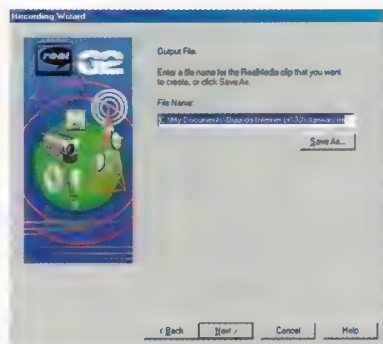 Recording Wizard
real G2
Output File.
Enter a file name for the RealMedia clip that you want
to create, or click Save As.
File Name:
Save As...
< Back Next > Cancel Help